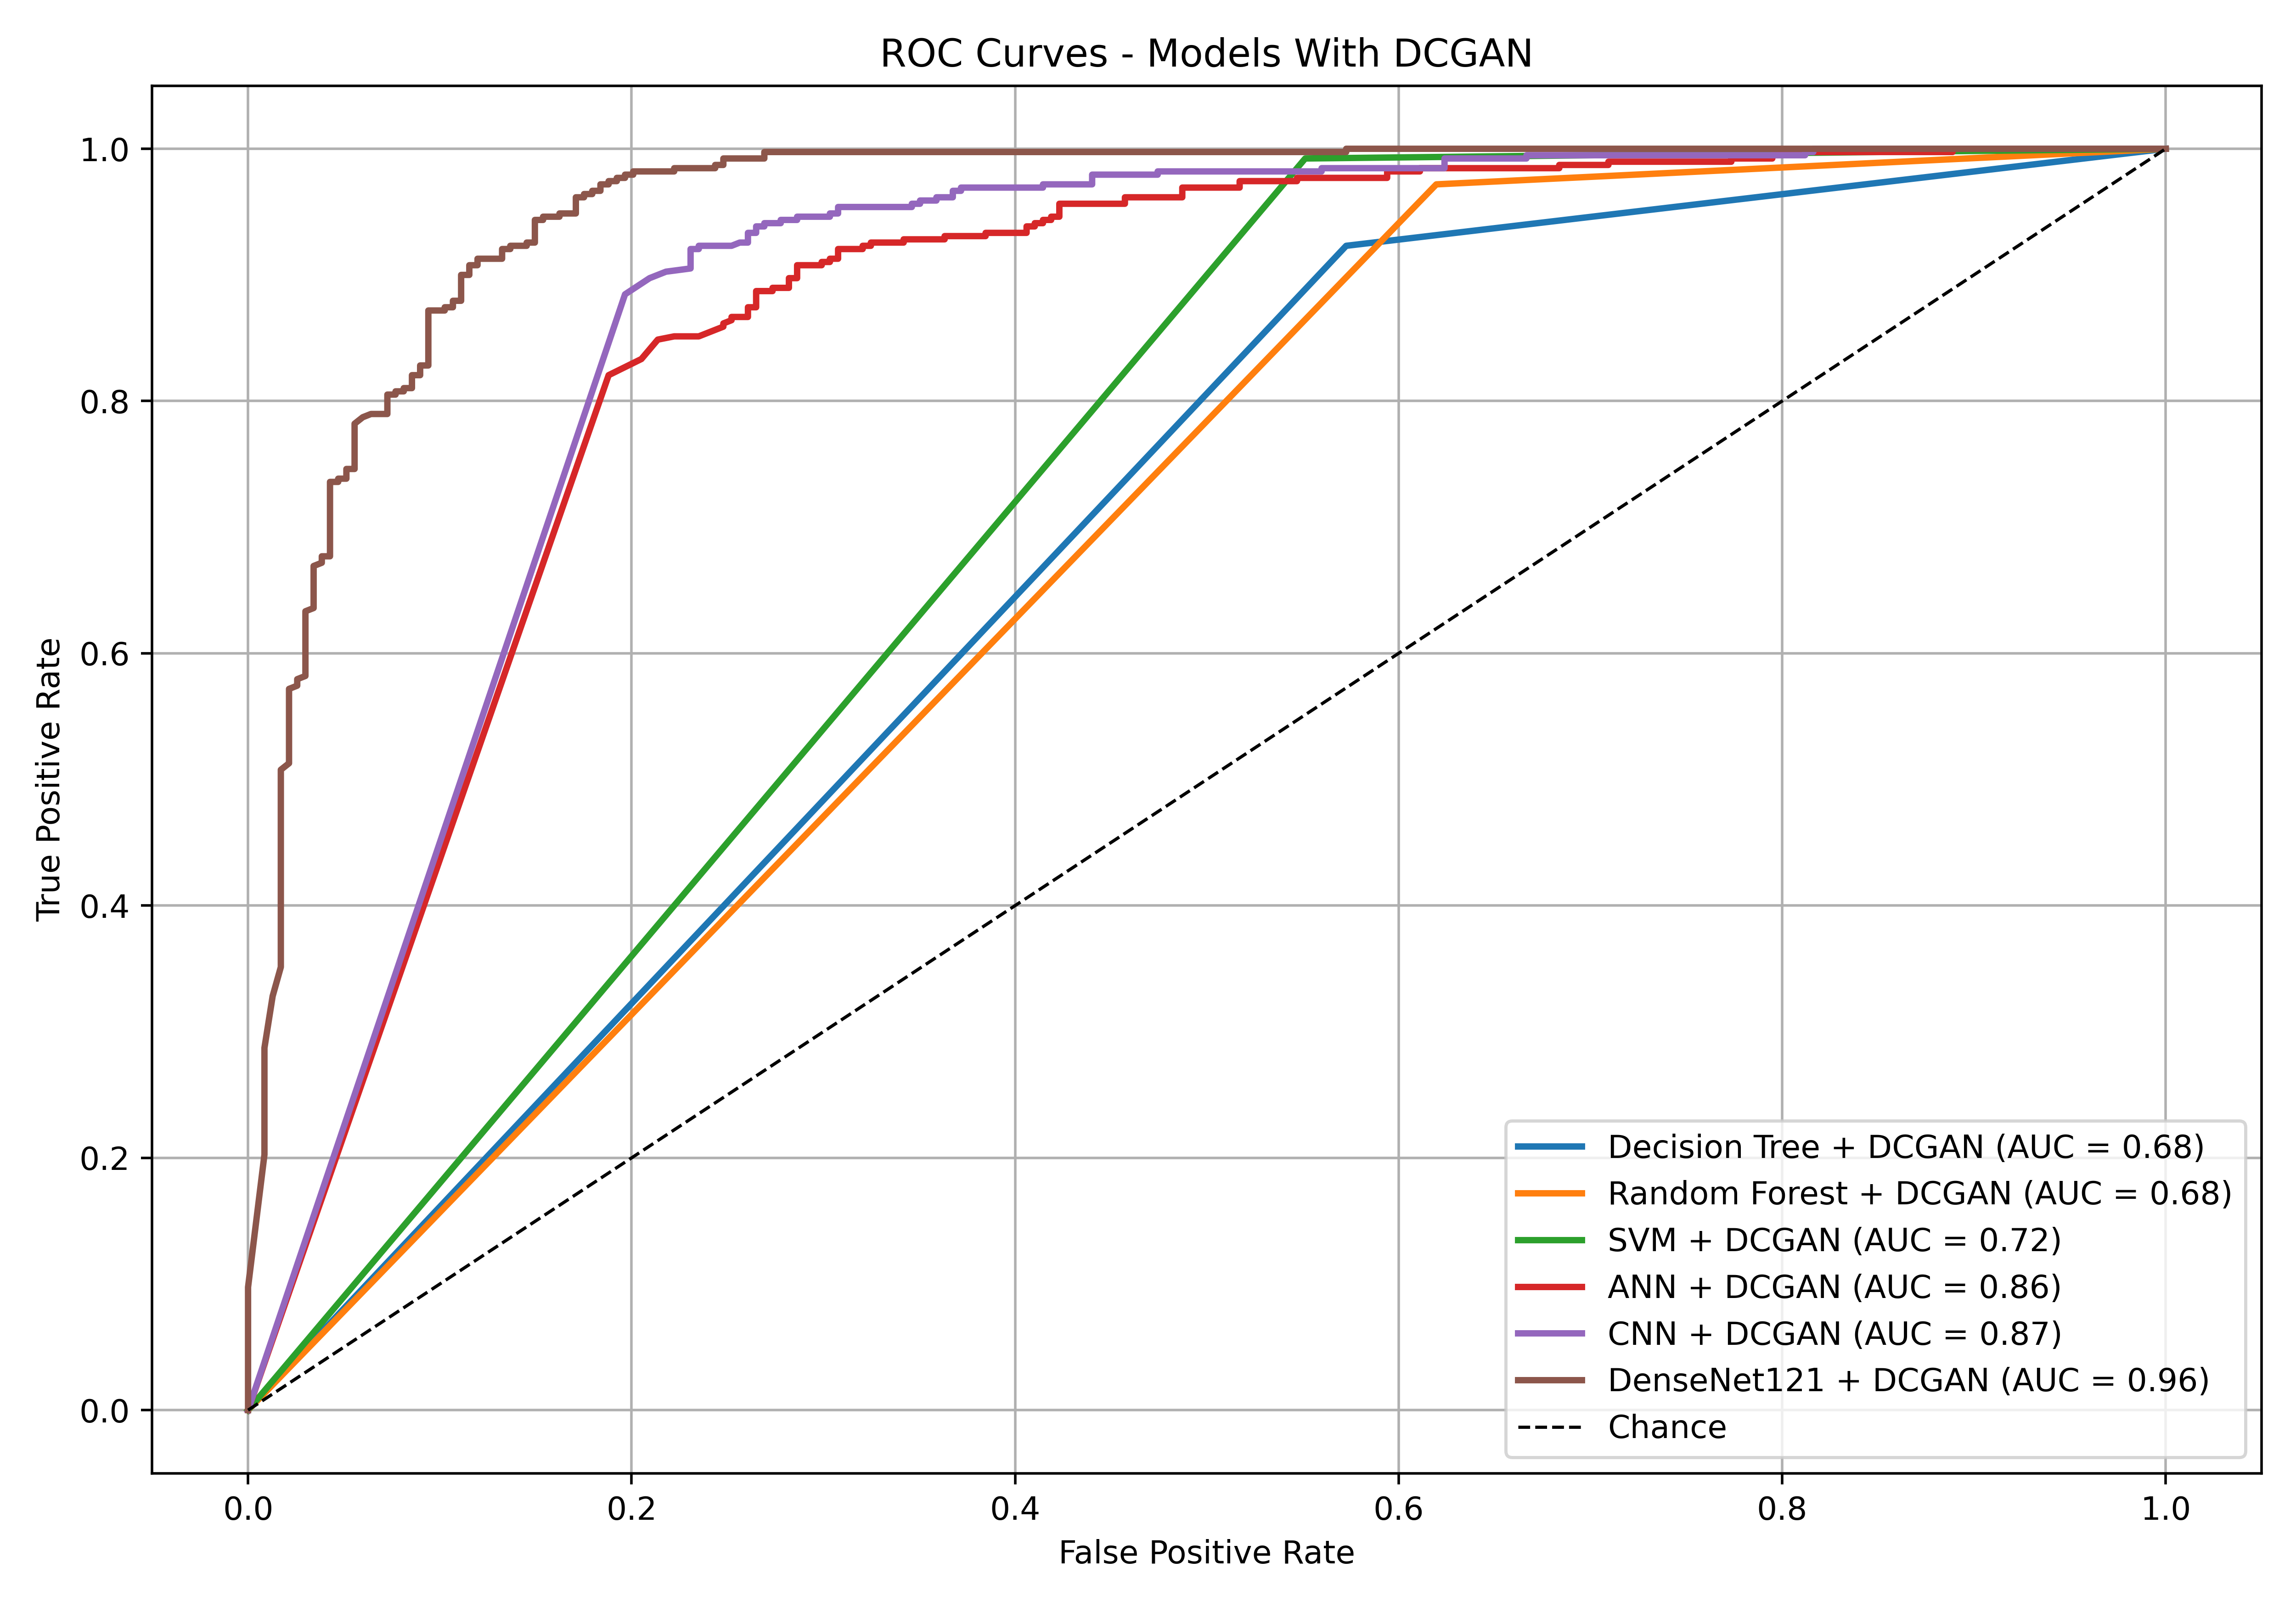 ROC Curves - Models With DCGAN
True Positive Rate
1.0
0.8
0.6
0.4
0.2
0.0
0.0 0.2 0.4 0.6 0.8 1.0
False Positive Rate
Decision Tree + DCGAN (AUC = 0.68)
Random Forest + DCGAN (AUC = 0.68)
SVM + DCGAN (AUC = 0.72)
ANN + DCGAN (AUC = 0.86)
CNN + DCGAN (AUC = 0.87)
DenseNet121 + DCGAN (AUC = 0.96)
Chance